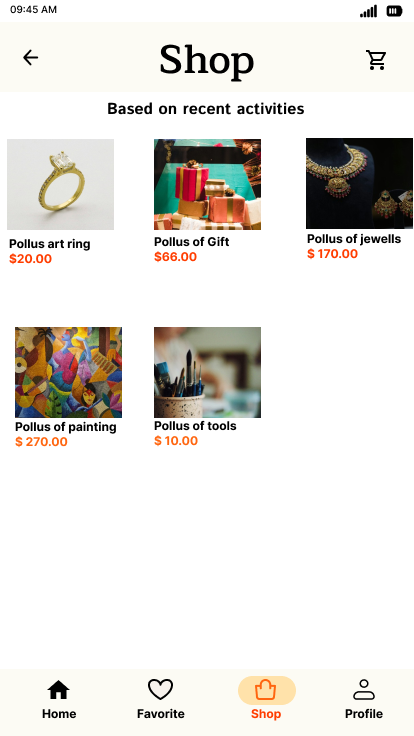 09:45 AM
Shop
Based on recent activities
Pollus art ring
$20.00
Pollus of Gift
$66.00
Pollus of jewells
$ 170.00
Pollus of painting
$ 270.00
Pollus of tools
$ 10.00
Home
Favorite
Shop
Profile